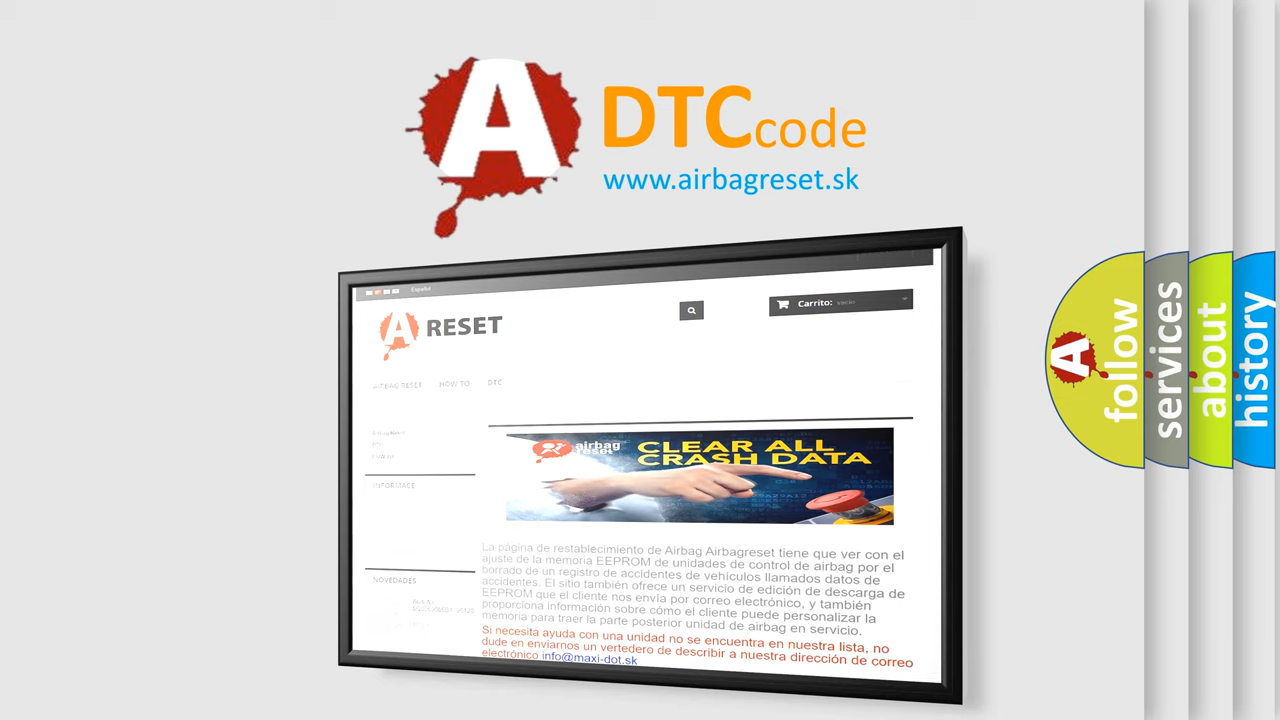 A
DTCcode
www.airbagreset.sk
Español
A RESET
Carrito: vacío
AIRBAG RESET HOW TO DTC
INFORMACE
NOVEDADES
airbag
reset
CLEAR ALL
CRASH DATA
La página de restablecimiento de Airbag Airbagreset tiene que ver con el
ajuste de la memoria EEPROM de unidades de control de airbag por el
borrado de un registro de accidentes de vehículos llamados datos de
accidentes. El sitio también ofrece un servicio de edición de descarga de
EEPROM que el cliente nos envía por correo electrónico, y también
proporciona información sobre cómo el cliente puede personalizar la
memoria para traer la parte posterior unidad de airbag en servicio.
Si necesita ayuda con una unidad no se encuentra en nuestra lista, no
dude en enviarnos un vertedero de describir a nuestra dirección de correo
electrónico info@maxi-dot.sk
A
follow
services
about
history